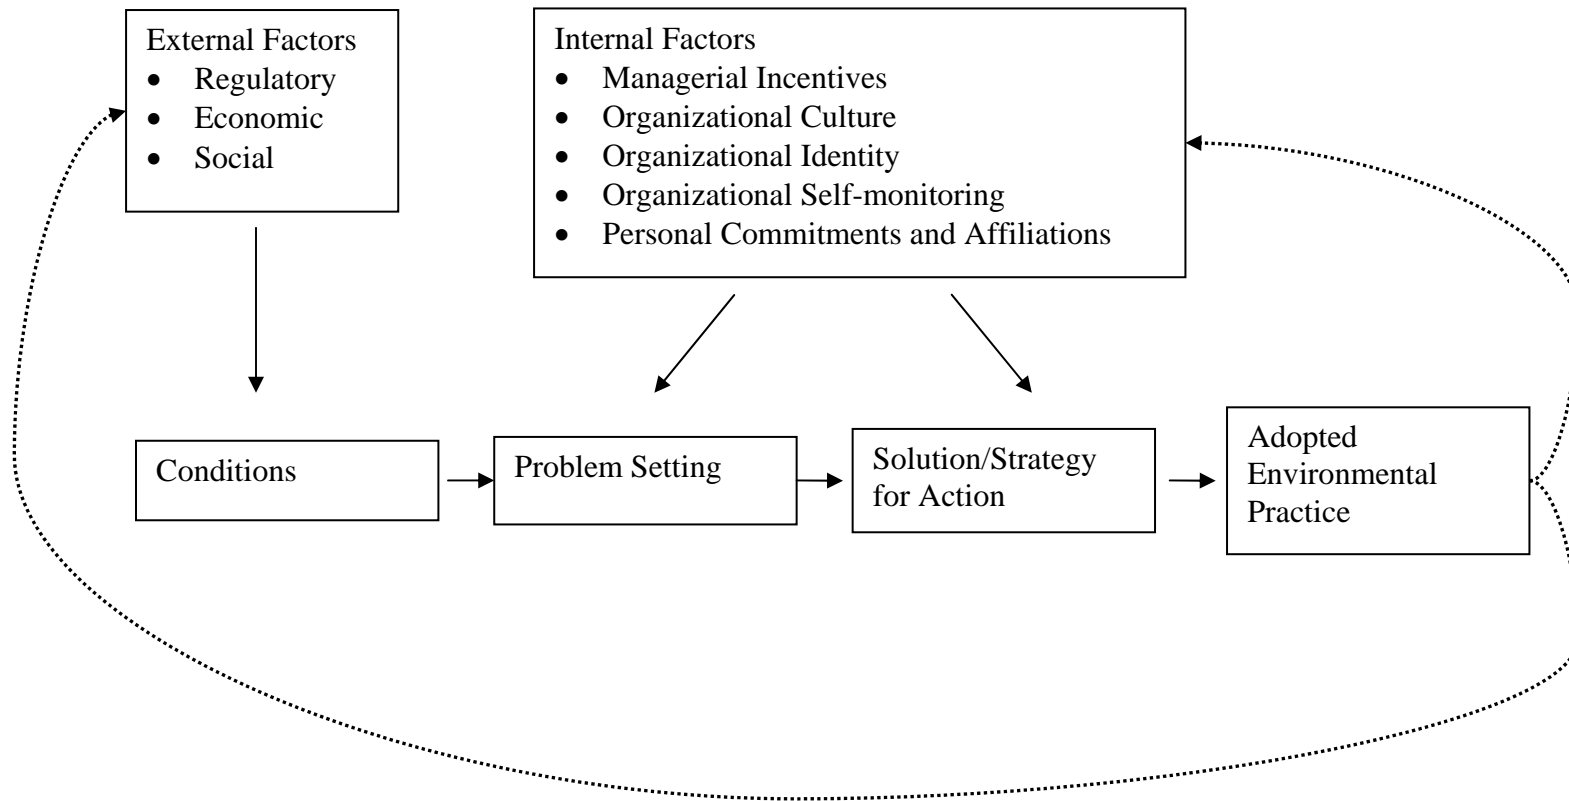 External Factors
• Regulatory
• Economic
• Social
Internal Factors
• Managerial Incentives
• Organizational Culture
• Organizational Identity
• Organizational Self-monitoring
• Personal Commitments and Affiliations
Conditions
Problem Setting
Solution/Strategy
for Action
Adopted
Environmental
Practice